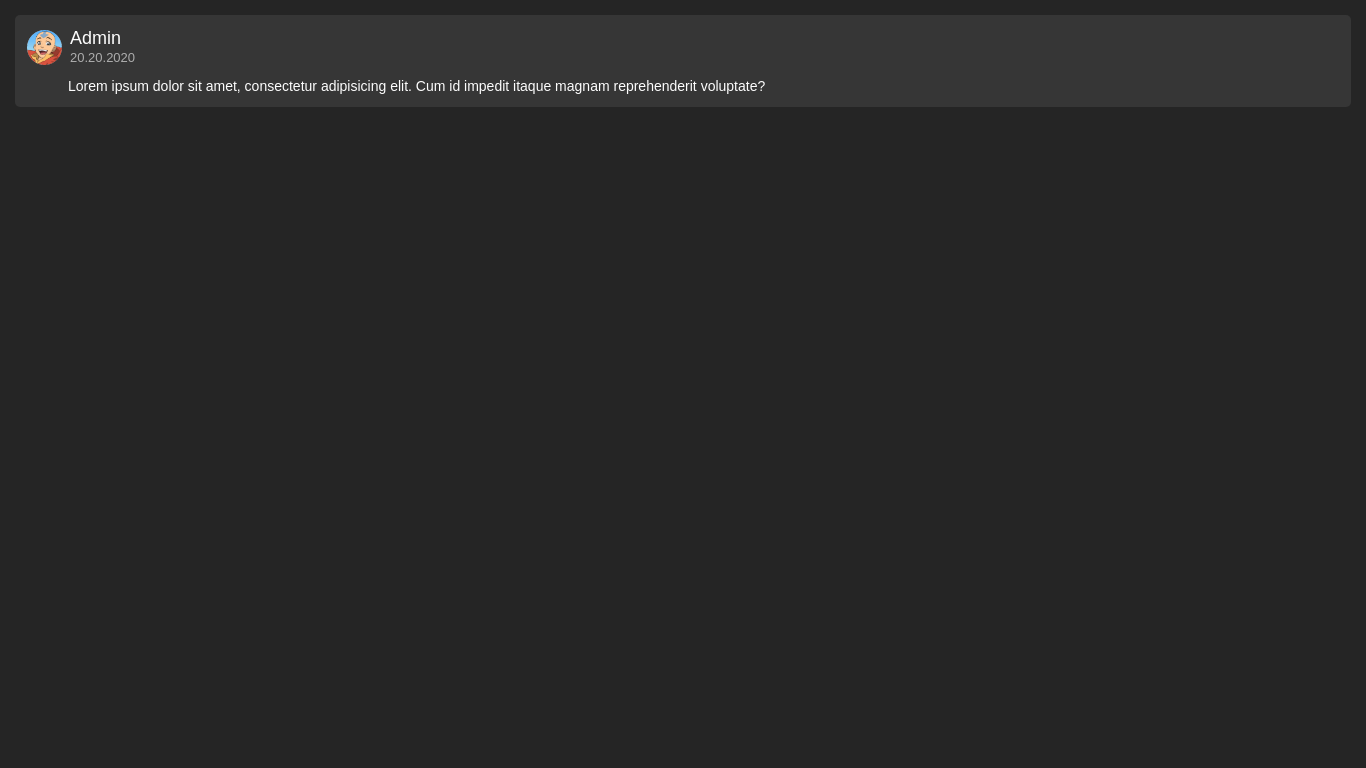 Admin
20.20.2020
Lorem ipsum dolor sit amet, consectetur adipisicing elit. Cum id impedit itaque magnam reprehenderit voluptate?